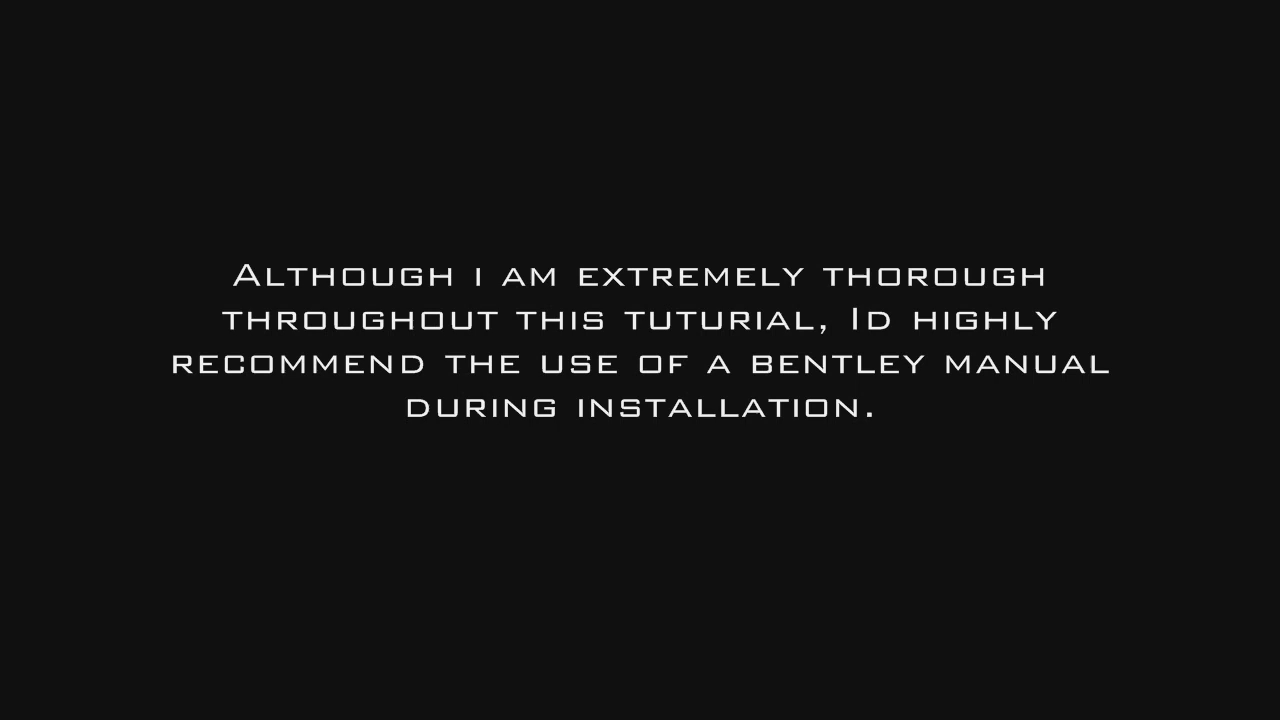 Although i am extremely thorough
throughout this tuturial, Id highly
recommend the use of a bentley manual
during installation.